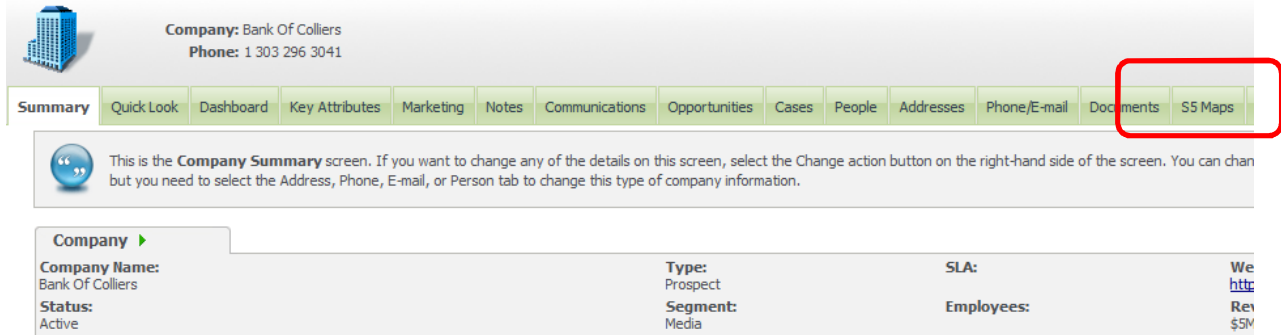 Company: Bank Of Colliers
Phone: 1 303 296 3041
Summary Quick Look Dashboard Key Attributes Marketing Notes Communications Opportunities Cases People Addresses Phone/E-mail Documents S5 Maps
This is the Company Summary screen. If you want to change any of the details on this screen, select the Change action button on the right-hand side of the screen. You can chan
but you need to select the Address, Phone, E-mail, or Person tab to change this type of company information.
Company
Company Name: Type: SLA: We
Bank Of Colliers Prospect http
Status: Segment: Employees: Rev
Active Media $5M